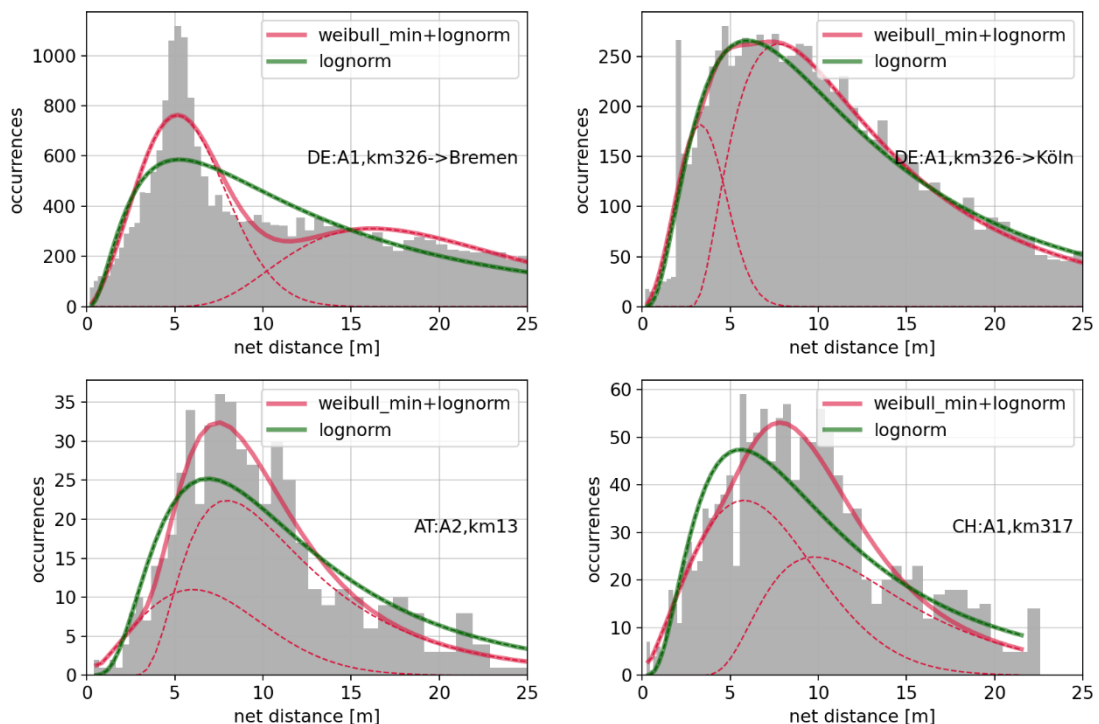 1000
800
600
400
200
0
occurrences
weibull_min+lognorm
lognorm
DE:A1,km326->Bremen
0 5 10 15 20 25
net distance [m]
250
200
150
100
50
0
occurrences
weibull_min+lognorm
lognorm
DE:A1,km326->Köln
0 5 10 15 20 25
net distance [m]
35
30
25
20
15
10
5
0
occurrences
weibull_min+lognorm
lognorm
AT:A2,km13
0 5 10 15 20 25
net distance [m]
60
50
40
30
20
10
0
occurrences
weibull_min+lognorm
lognorm
CH:A1,km317
0 5 10 15 20 25
net distance [m]